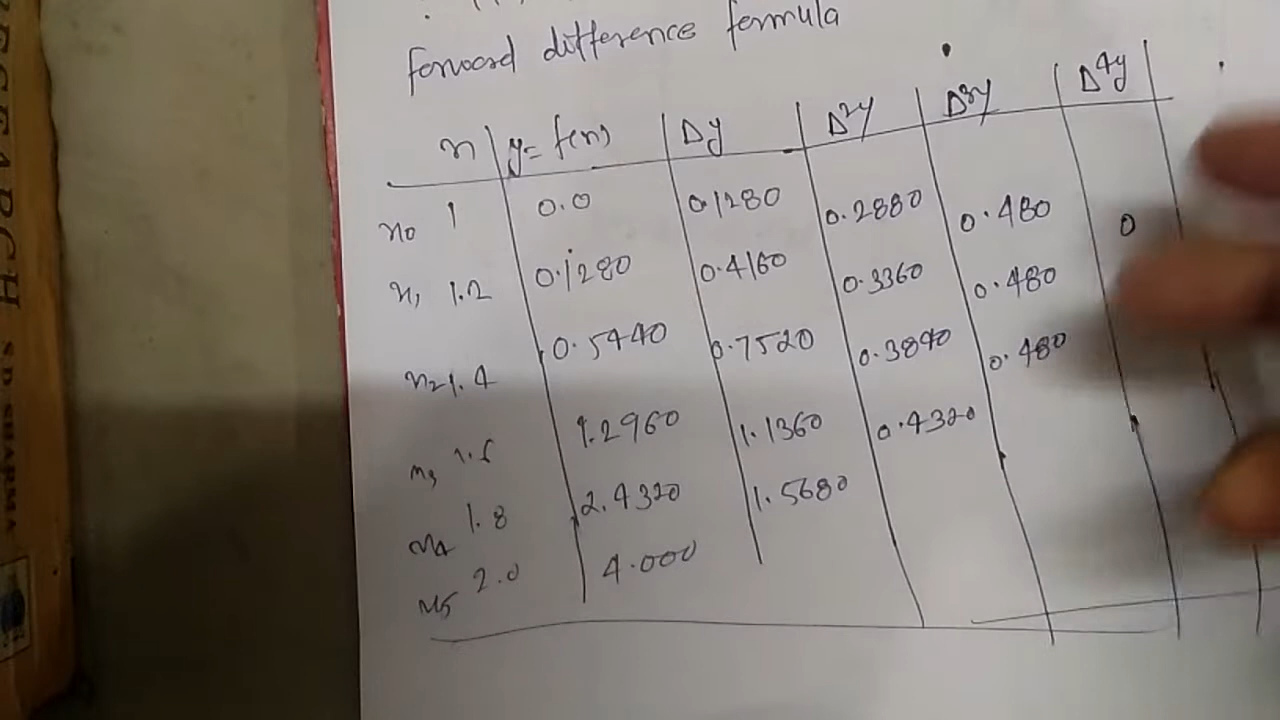 forward difference formula
x y= f(x) Δy Δ²y Δ³y Δ⁴y
x₀ 1 0.0 0.1280 0.2880 0.480 0
x₁ 1.2 0.1280 0.4160 0.3360 0.480
x₂ 1.4 0.5440 0.7520 0.3840 0.480
x₃ 1.6 1.2960 1.1360 0.4320
x₄ 1.8 2.4320 1.5680
x₅ 2.0 4.000
RESEARCH S D SHARMA